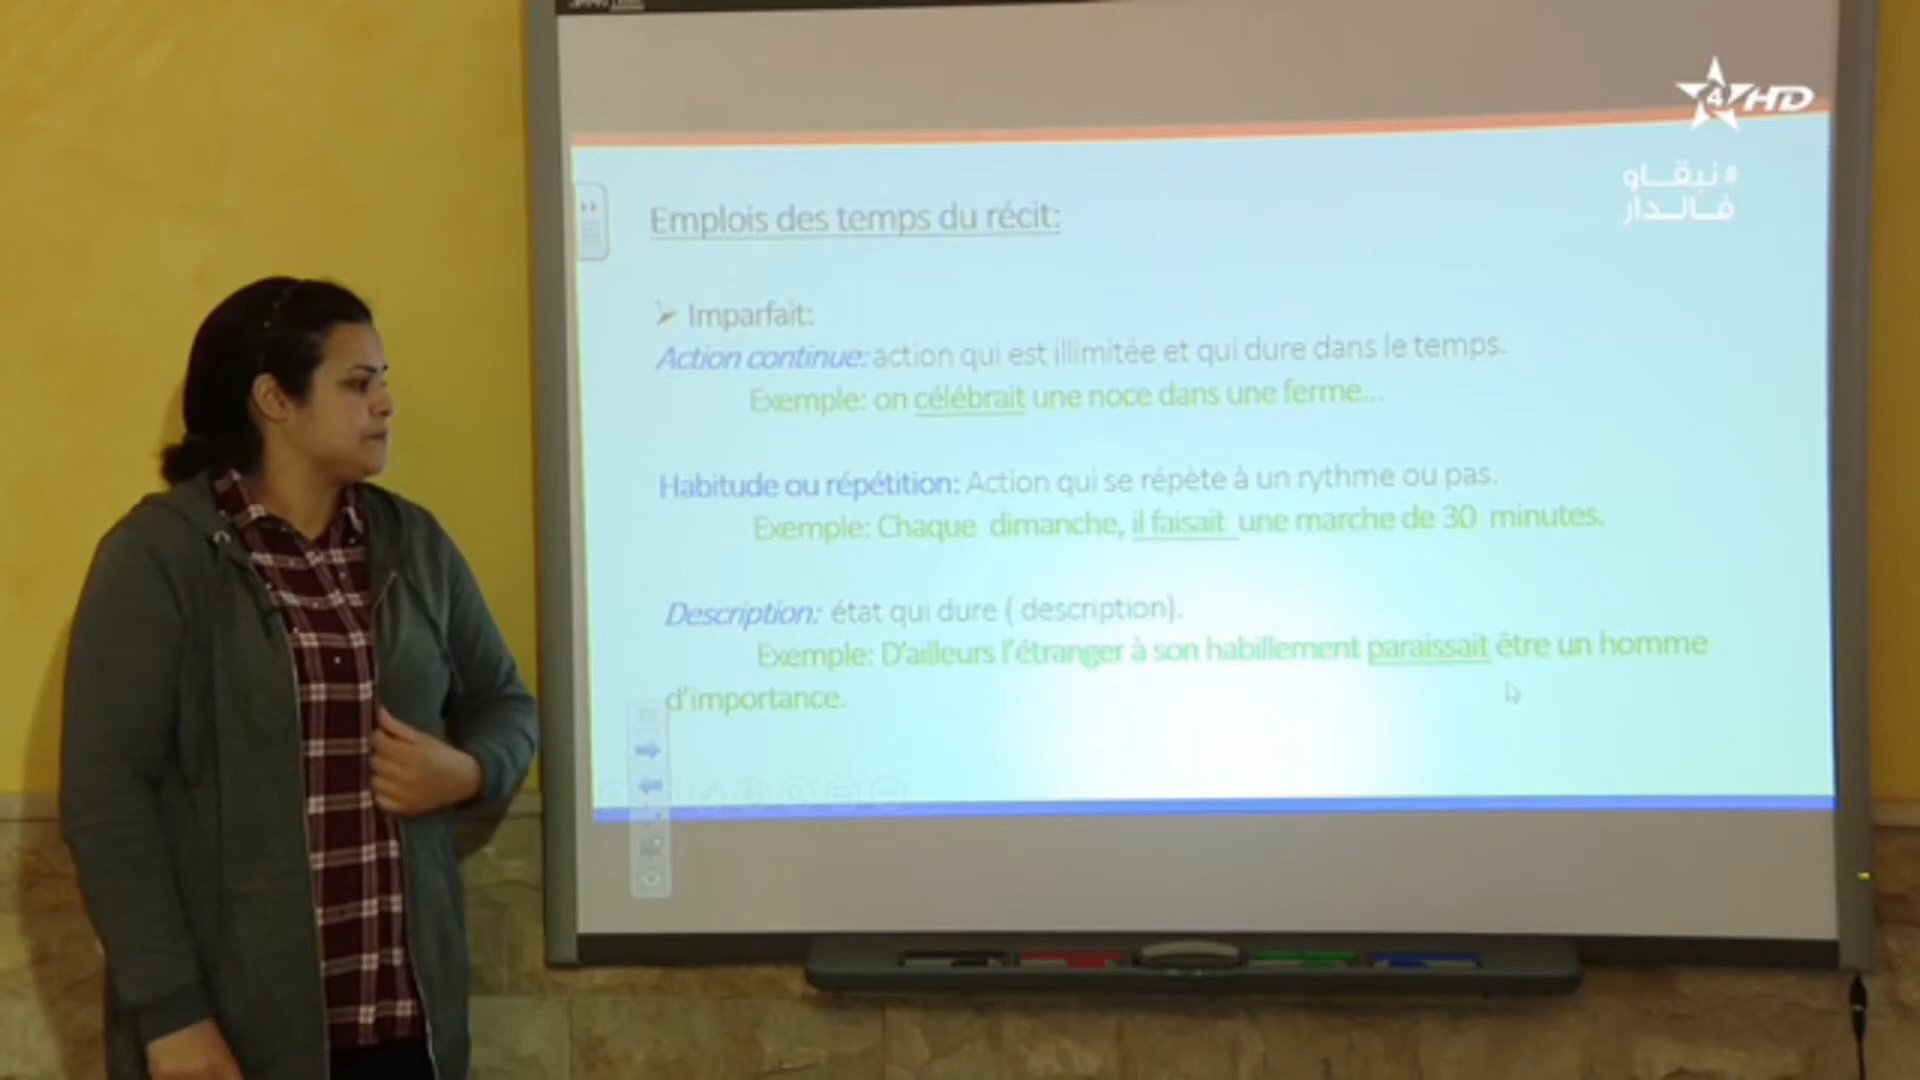 4 HD
#نبقاو
فالدار
Emplois des temps du récit:
➢ Imparfait:
Action continue: action qui est illimitée et qui dure dans le temps.
Exemple: on célébrait une noce dans une ferme...
Habitude ou répétition: Action qui se répète à un rythme ou pas.
Exemple: Chaque dimanche, il faisait une marche de 30 minutes.
Description: état qui dure ( description).
Exemple: D'ailleurs l'étranger à son habillement paraissait être un homme
d'importance.